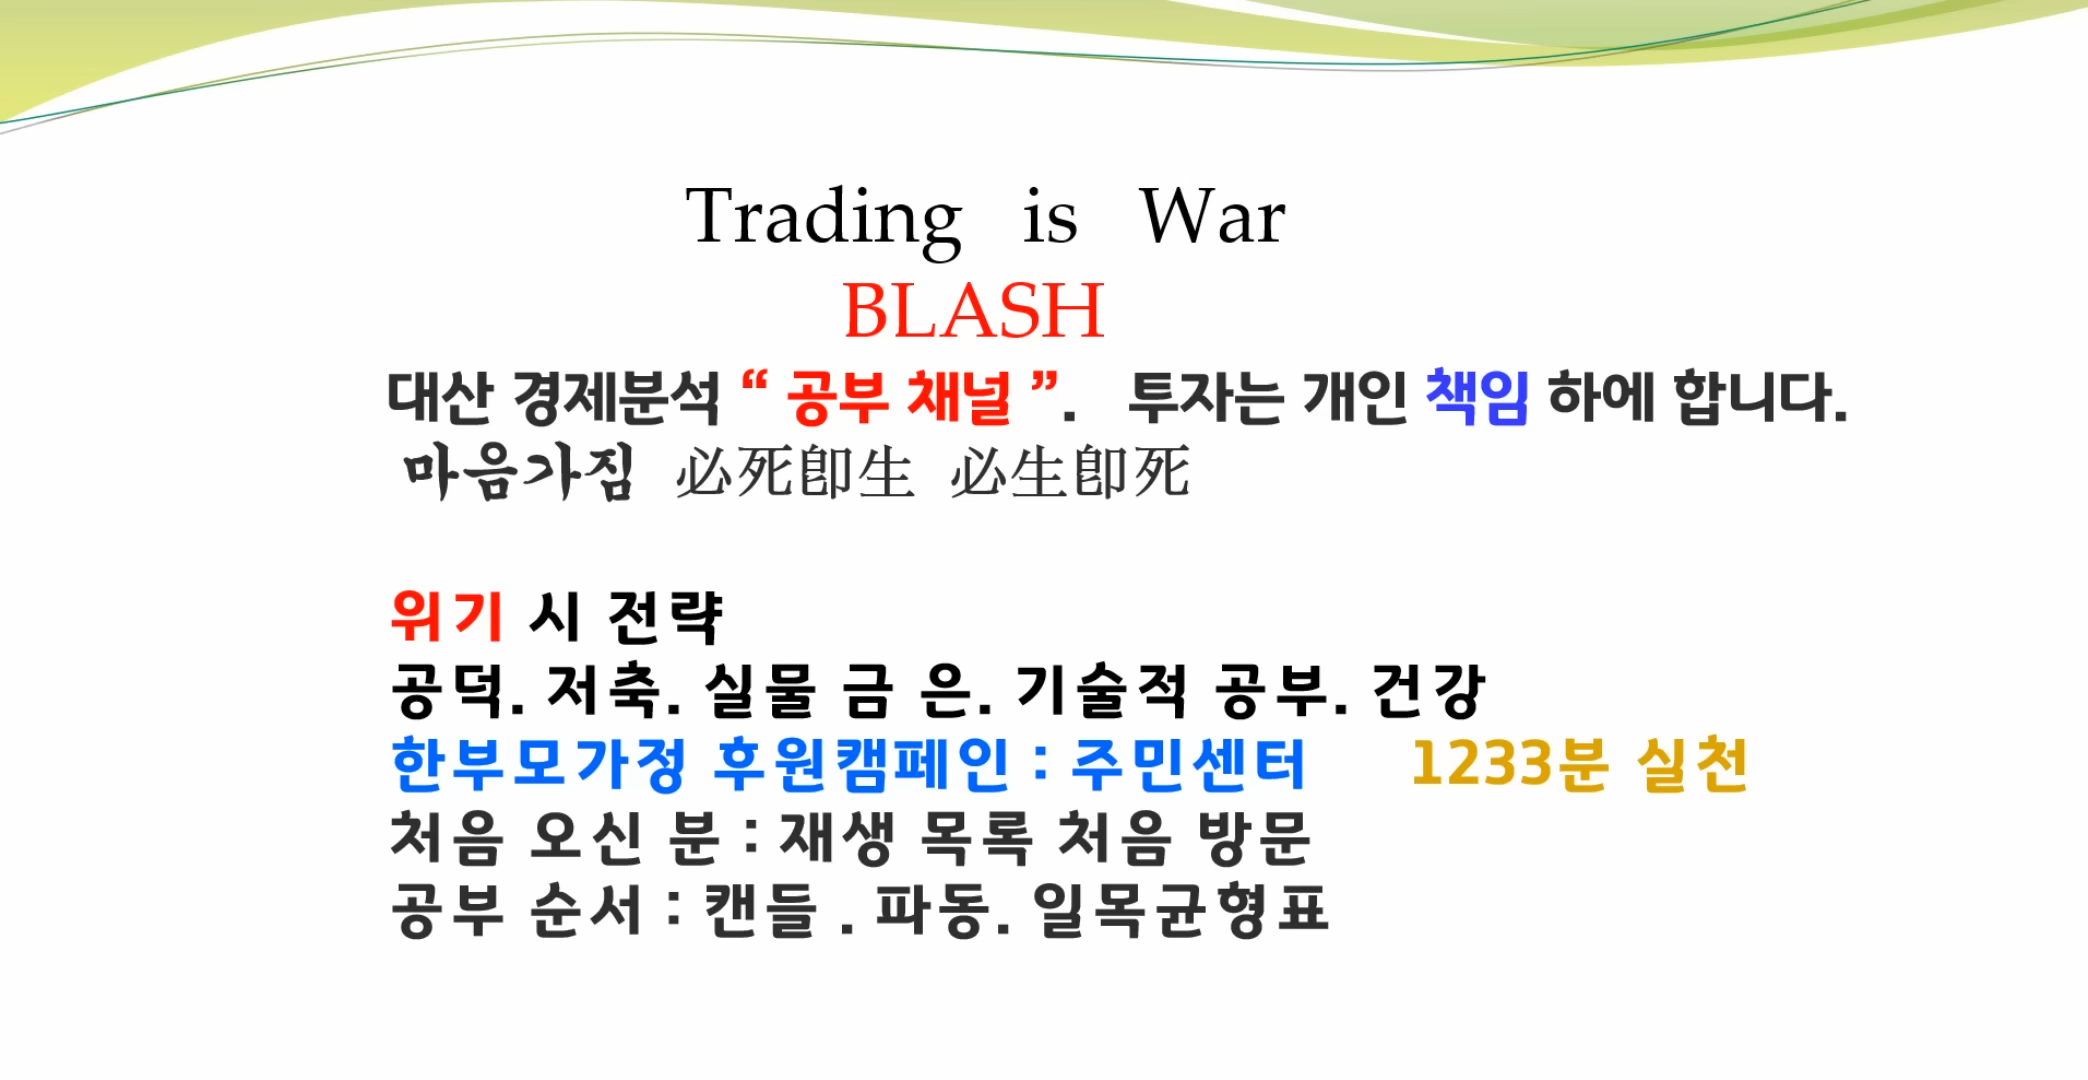 Trading is War
BLASH
대산 경제분석 “ 공부 채널 ”. 투자는 개인 책임 하에 합니다.
마음가짐 必死卽生 必生卽死
위기 시 전략
공덕. 저축. 실물 금 은. 기술적 공부. 건강
한부모가정 후원캠페인 : 주민센터 1233분 실천
처음 오신 분 : 재생 목록 처음 방문
공부 순서 : 캔들 . 파동. 일목균형표